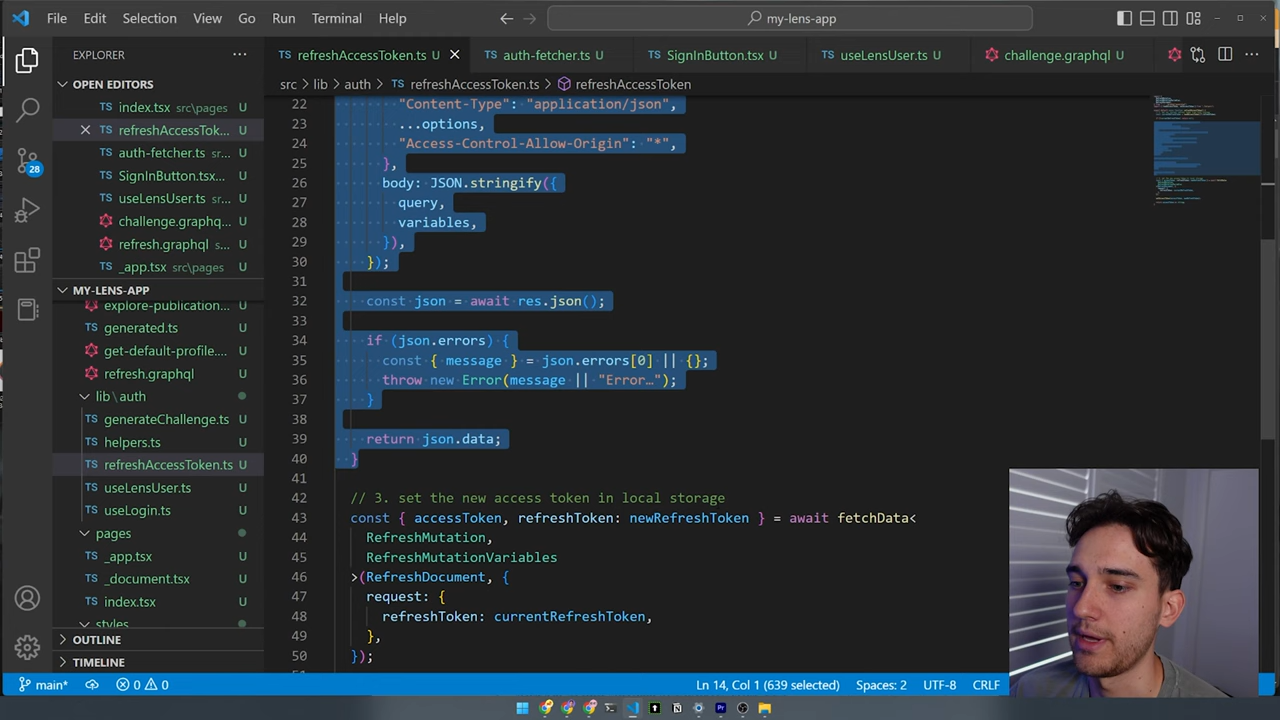 File Edit Selection View Go Run Terminal Help
my-lens-app
EXPLORER
OPEN EDITORS
index.tsx src\pages U
refreshAccessTok... U
auth-fetcher.ts sr... U
SignInButton.tsx... U
useLensUser.ts sr... U
challenge.graphq... U
refresh.graphql s... U
_app.tsx src\pages U
MY-LENS-APP
explore-publication... U
generated.ts U
get-default-profile.... U
refresh.graphql U
lib\auth
generateChallenge.ts U
helpers.ts U
refreshAccessToken.ts U
useLensUser.ts U
useLogin.ts U
pages
_app.tsx U
_document.tsx U
index.tsx U
styles
OUTLINE
TIMELINE
28
refreshAccessToken.ts U auth-fetcher.ts U SignInButton.tsx U useLensUser.ts U challenge.graphql U
src > lib > auth > TS refreshAccessToken.ts > refreshAccessToken
22 "Content-Type": "application/json",
23 ...options,
24 "Access-Control-Allow-Origin": "*",
25 },
26 body: JSON.stringify({
27 query,
28 variables,
29 }),
30 });
31
32 const json = await res.json();
33
34 if (json.errors) {
35 const { message } = json.errors[0] || {};
36 throw new Error(message || "Error…");
37 }
38
39 return json.data;
40 }
41
42 // 3. set the new access token in local storage
43 const { accessToken, refreshToken: newRefreshToken } = await fetchData<
44 RefreshMutation,
45 RefreshMutationVariables
46 >(RefreshDocument, {
47 request: {
48 refreshToken: currentRefreshToken,
49 },
50 });
main* 0 0 Ln 14, Col 1 (639 selected) Spaces: 2 UTF-8 CRLF